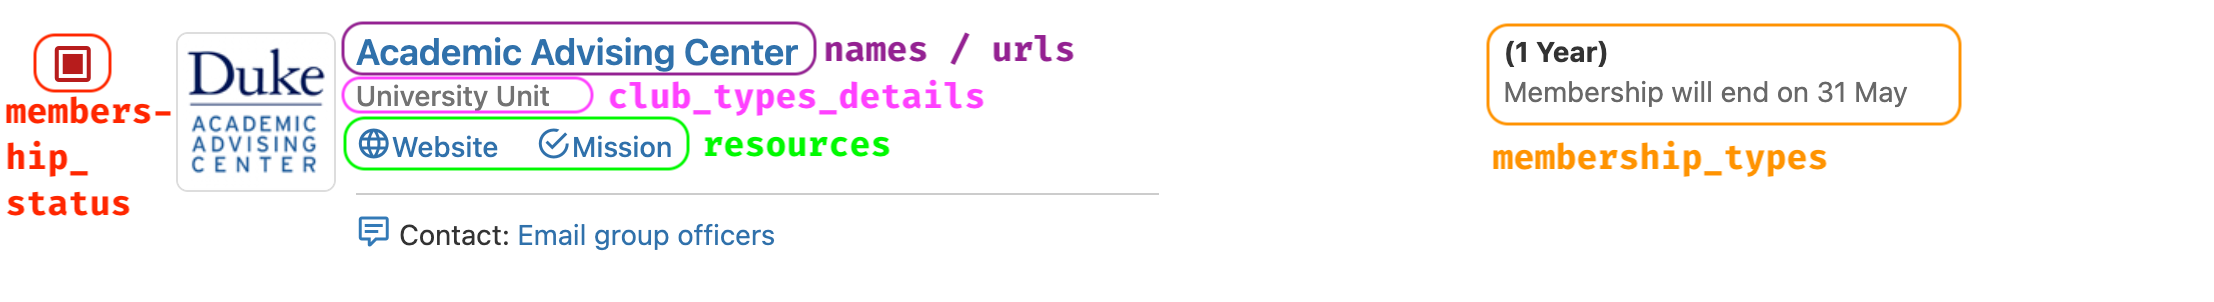 members-
hip_
status
Duke
ACADEMIC
ADVISING
CENTER
Academic Advising Center names / urls
University Unit club_types_details
Website Mission resources
Contact: Email group officers
(1 Year)
Membership will end on 31 May
membership_types